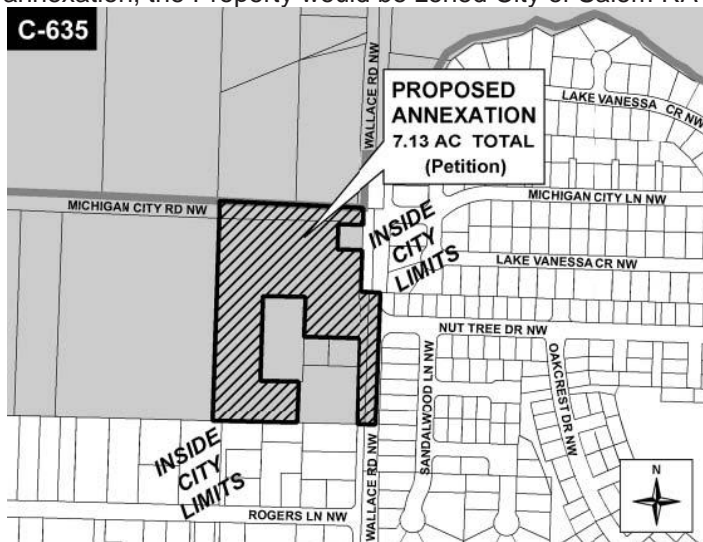 annexation, the Property would be zoned City of Salem RA
C-635
WALLACE RD NW
PROPOSED
ANNEXATION
7.13 AC TOTAL
(Petition)
LAKE VANESSA CR NW
MICHIGAN CITY RD NW
MICHIGAN CITY LN NW
INSIDE
CITY
LIMITS
LAKE VANESSA CR NW
NUT TREE DR NW
SANDALWOOD LN NW
OAKCREST DR NW
INSIDE
CITY
LIMITS
WALLACE RD NW
ROGERS LN NW
N